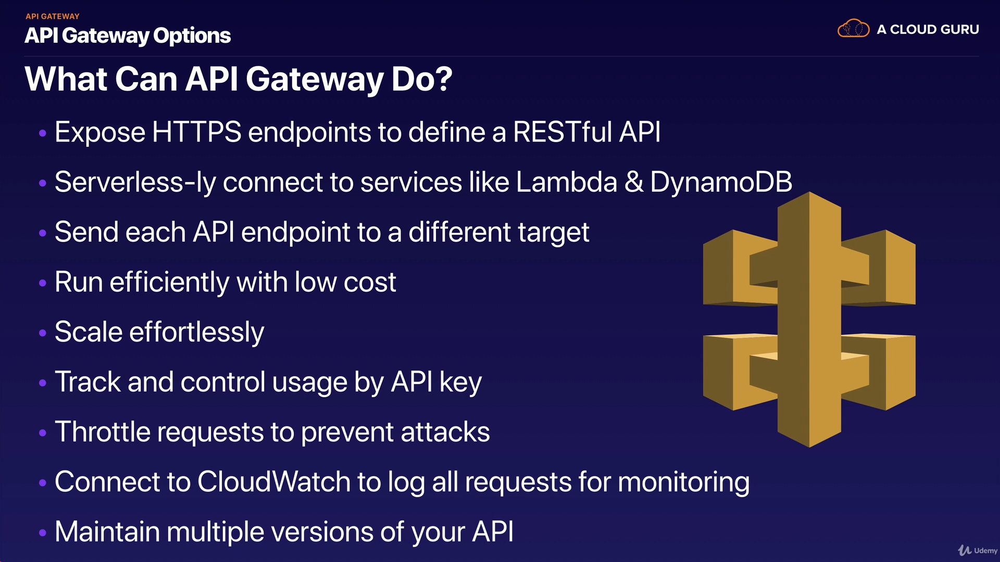 API GATEWAY
API Gateway Options
A CLOUD GURU
What Can API Gateway Do?
• Expose HTTPS endpoints to define a RESTful API
• Serverless-ly connect to services like Lambda & DynamoDB
• Send each API endpoint to a different target
• Run efficiently with low cost
• Scale effortlessly
• Track and control usage by API key
• Throttle requests to prevent attacks
• Connect to CloudWatch to log all requests for monitoring
• Maintain multiple versions of your API
Udemy